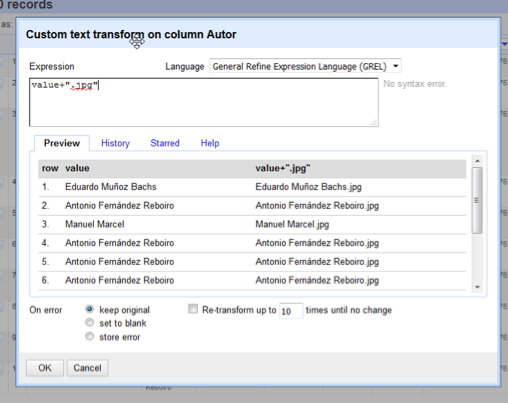 0 records
as:
Custom text transform on column Autor
Expression
Language General Refine Expression Language (GREL)
value+".jpg"
No syntax error.
Preview History Starred Help
row value value+".jpg"
1. Eduardo Muñoz Bachs Eduardo Muñoz Bachs.jpg
2. Antonio Fernández Reboiro Antonio Fernández Reboiro.jpg
3. Manuel Marcel Manuel Marcel.jpg
4. Antonio Fernández Reboiro Antonio Fernández Reboiro.jpg
5. Antonio Fernández Reboiro Antonio Fernández Reboiro.jpg
6. Antonio Fernández Reboiro Antonio Fernández Reboiro.jpg
On error keep original Re-transform up to 10 times until no change
set to blank
store error
OK Cancel
Reboiro